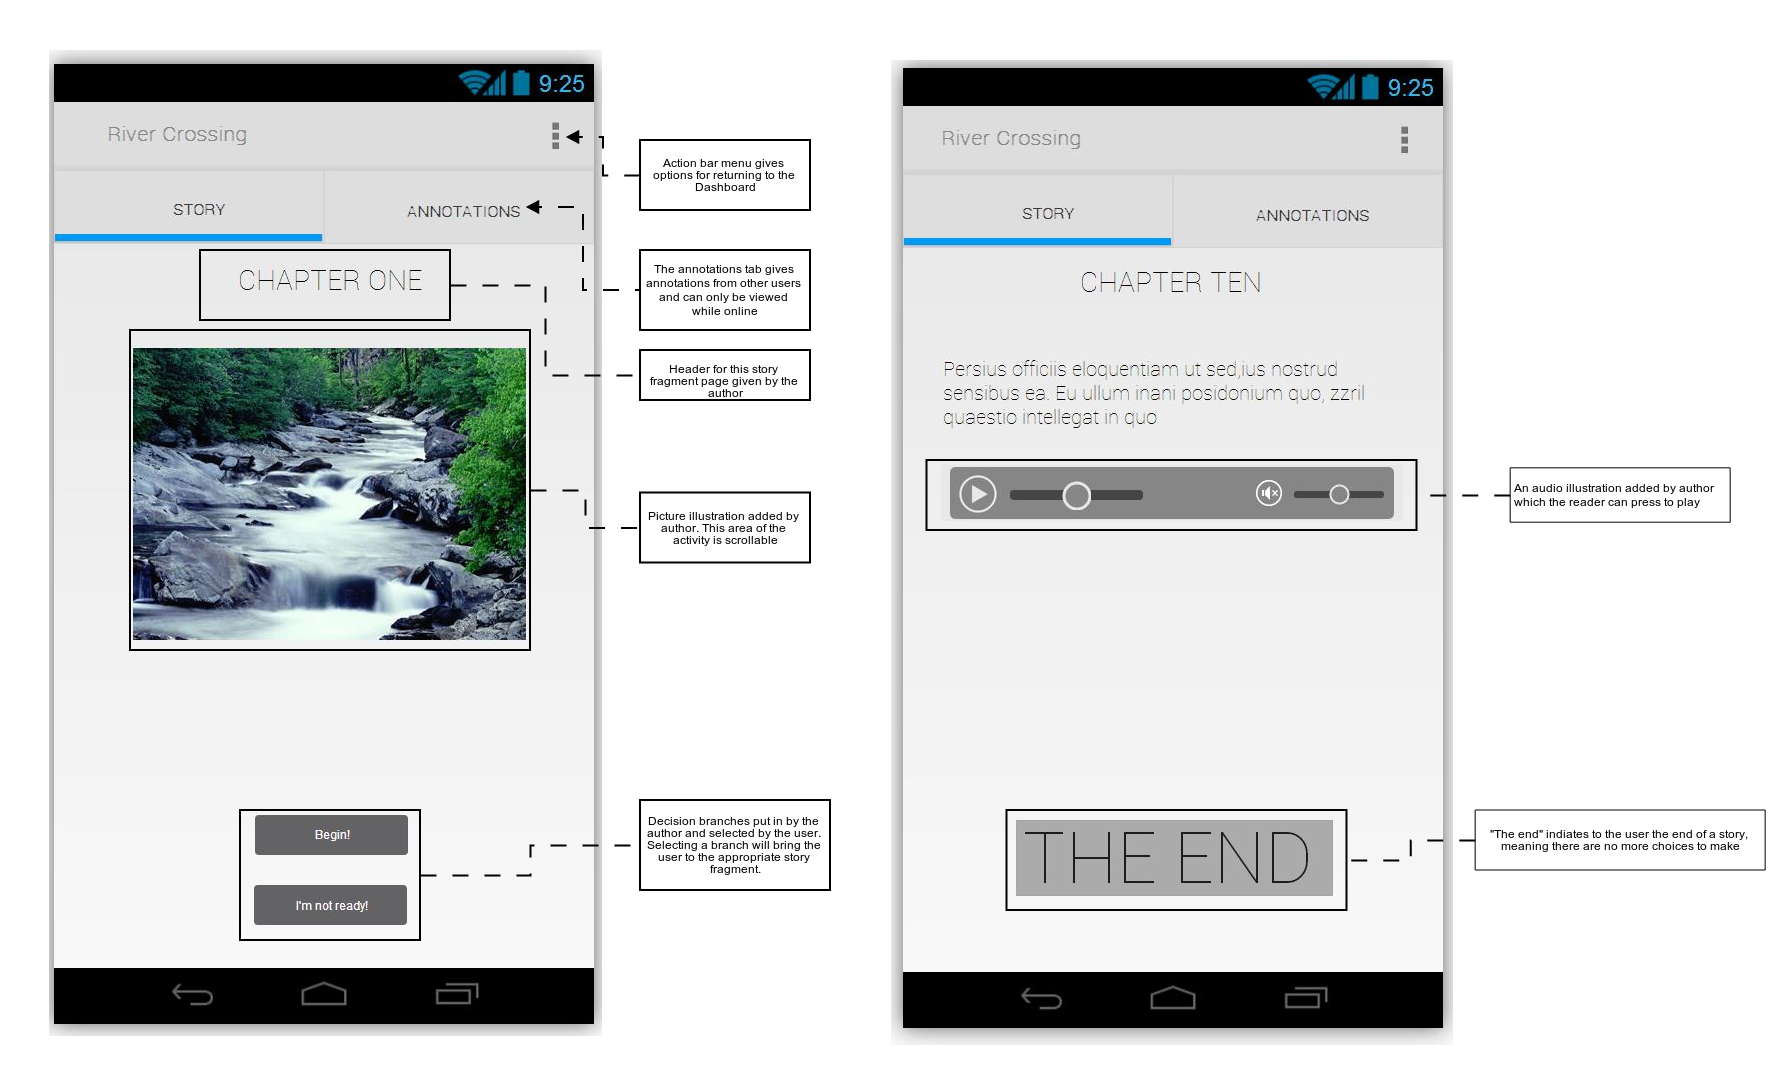 9:25
River Crossing
STORY
ANNOTATIONS
CHAPTER ONE
Begin!
I'm not ready!
Action bar menu gives
options for returning to the
Dashboard
The annotations tab gives
annotations from other users
and can only be viewed
while online
Header for this story
fragment page given by the
author
Picture illustration added by
author. This area of the
activity is scrollable
Decision branches put in by the
author and selected by the user.
Selecting a branch will bring the
user to the appropriate story
fragment.
9:25
River Crossing
STORY
ANNOTATIONS
CHAPTER TEN
Persius officiis eloquentiam ut sed,ius nostrud
sensibus ea. Eu ullum inani posidonium quo, zzril
quaestio intellegat in quo
THE END
An audio illustration added by author
which the reader can press to play
"The end" indiates to the user the end of a story,
meaning there are no more choices to make